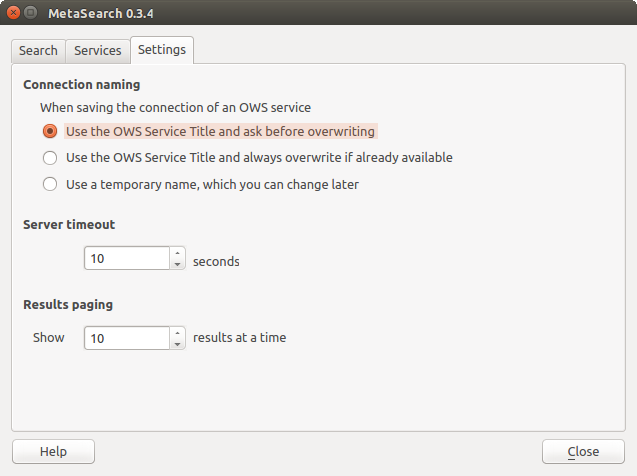 MetaSearch 0.3.4
Search Services Settings
Connection naming
When saving the connection of an OWS service
Use the OWS Service Title and ask before overwriting
Use the OWS Service Title and always overwrite if already available
Use a temporary name, which you can change later
Server timeout
10 seconds
Results paging
Show 10 results at a time
Help Close